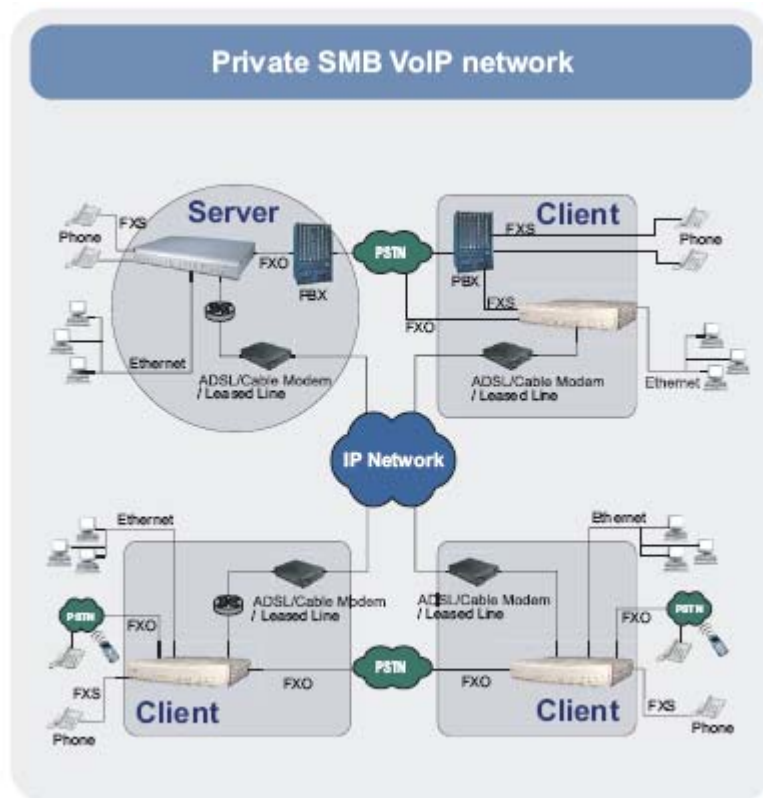 Private SMB VoIP network
Server
FXS
Phone
FXO
PBX
Ethernet
ADSL/Cable Modem
/ Leased Line
PSTN
Client
FXS
Phone
PBX
FXS
FXO
ADSL/Cable Modem
/ Leased Line
Ethernet
IP Network
Ethernet
ADSL/Cable Modem
/ Leased Line
PSTN
FXO
FXS
FXO
Client
Phone
PSTN
Ethernet
ADSL/Cable Modem
/ Leased Line
FXO
PSTN
FXO
Client
FXS
Phone